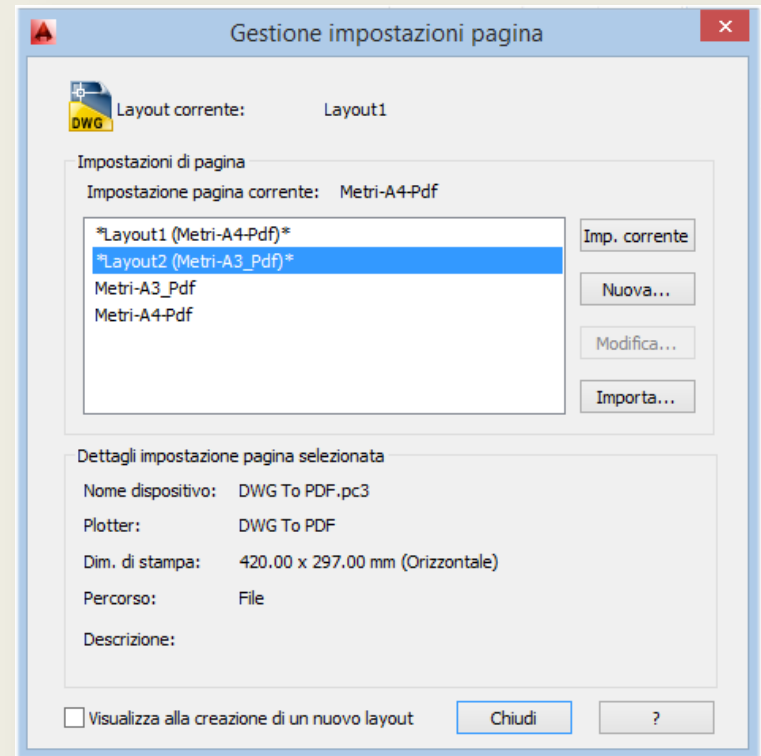 Gestione impostazioni pagina
DWG
Layout corrente: Layout1
Impostazioni di pagina
Impostazione pagina corrente: Metri-A4-Pdf
*Layout1 (Metri-A4-Pdf)*
*Layout2 (Metri-A3_Pdf)*
Metri-A3_Pdf
Metri-A4-Pdf
Imp. corrente
Nuova...
Modifica...
Importa...
Dettagli impostazione pagina selezionata
Nome dispositivo: DWG To PDF.pc3
Plotter: DWG To PDF
Dim. di stampa: 420.00 x 297.00 mm (Orizzontale)
Percorso: File
Descrizione:
Visualizza alla creazione di un nuovo layout
Chiudi
?